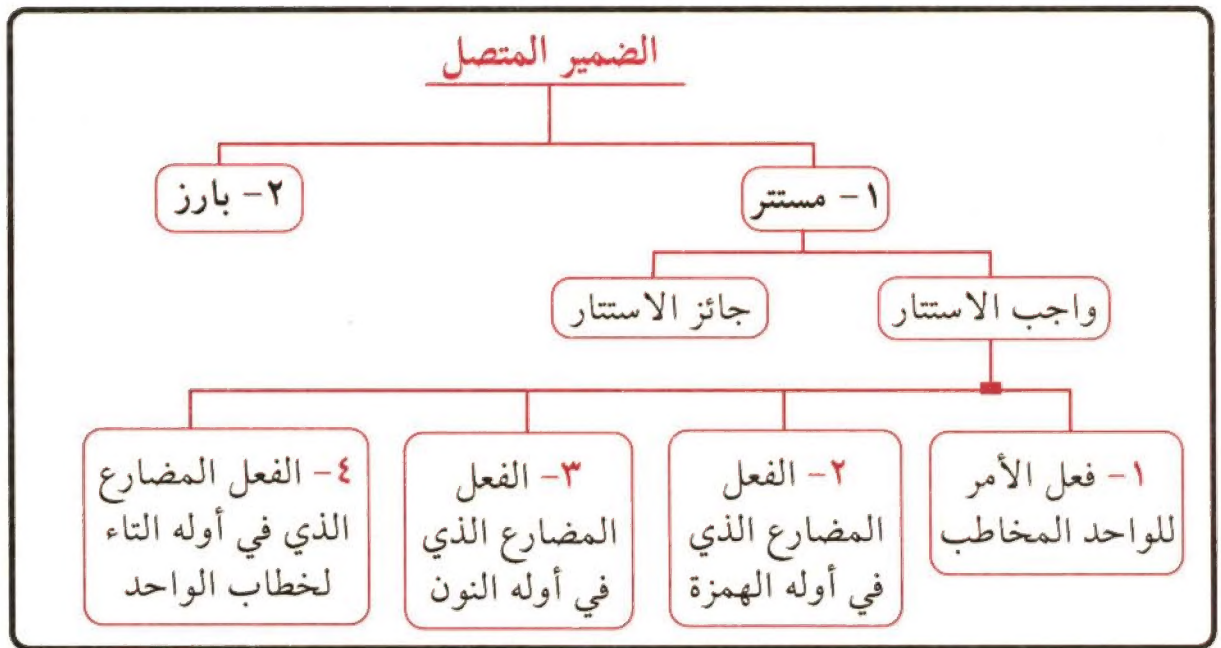 الضمير المتصل
١- مستتر
٢- بارز
واجب الاستتار
جائز الاستتار
١- فعل الأمر
للواحد المخاطب
٢- الفعل
المضارع الذي
في أوله الهمزة
٣- الفعل
المضارع الذي
في أوله النون
٤- الفعل المضارع
الذي في أوله التاء
لخطاب الواحد